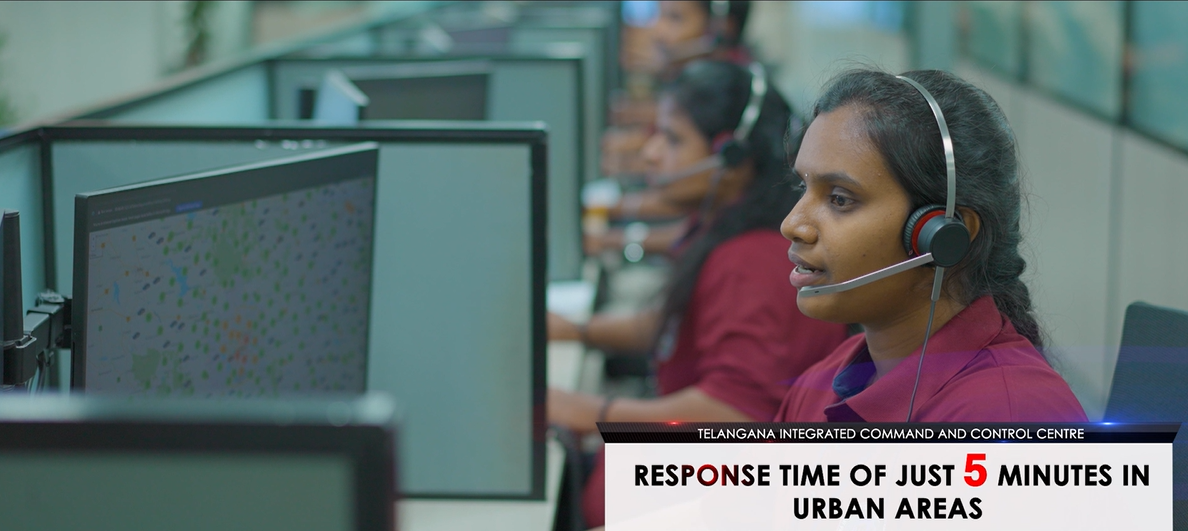 TELANGANA INTEGRATED COMMAND AND CONTROL CENTRE
RESPONSE TIME OF JUST 5 MINUTES IN
URBAN AREAS